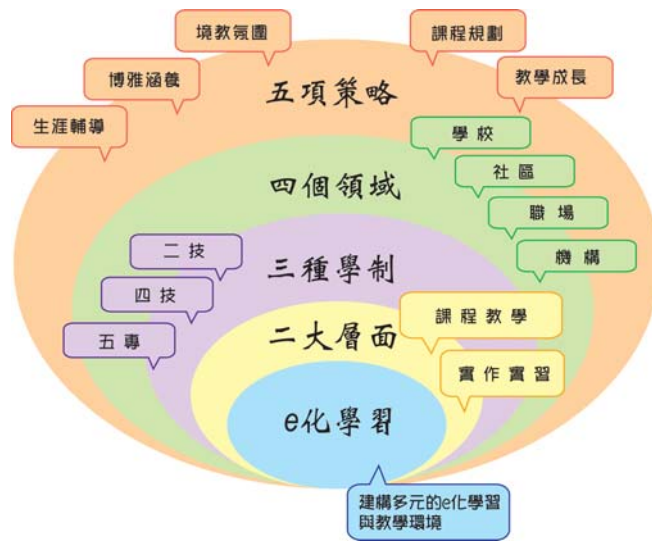 境教氛圍
課程規劃
博雅涵養
教學成長
五項策略
生涯輔導
學校
社區
四個領域
職場
機構
二技
三種學制
四技
課程教學
五專
二大層面
實作實習
e化學習
建構多元的e化學習
與教學環境